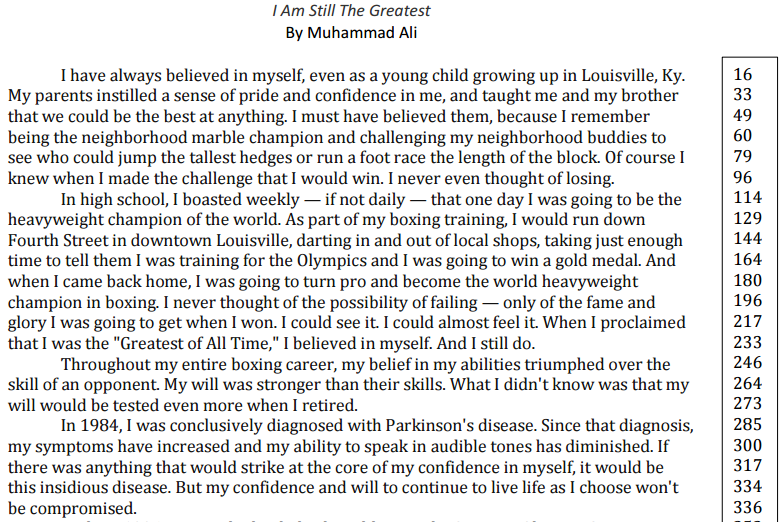 I Am Still The Greatest
By Muhammad Ali
I have always believed in myself, even as a young child growing up in Louisville, Ky. 16
My parents instilled a sense of pride and confidence in me, and taught me and my brother 33
that we could be the best at anything. I must have believed them, because I remember 49
being the neighborhood marble champion and challenging my neighborhood buddies to 60
see who could jump the tallest hedges or run a foot race the length of the block. Of course I 79
knew when I made the challenge that I would win. I never even thought of losing. 96
In high school, I boasted weekly — if not daily — that one day I was going to be the 114
heavyweight champion of the world. As part of my boxing training, I would run down 129
Fourth Street in downtown Louisville, darting in and out of local shops, taking just enough 144
time to tell them I was training for the Olympics and I was going to win a gold medal. And 164
when I came back home, I was going to turn pro and become the world heavyweight 180
champion in boxing. I never thought of the possibility of failing — only of the fame and 196
glory I was going to get when I won. I could see it. I could almost feel it. When I proclaimed 217
that I was the "Greatest of All Time," I believed in myself. And I still do. 233
Throughout my entire boxing career, my belief in my abilities triumphed over the 246
skill of an opponent. My will was stronger than their skills. What I didn't know was that my 264
will would be tested even more when I retired. 273
In 1984, I was conclusively diagnosed with Parkinson's disease. Since that diagnosis, 285
my symptoms have increased and my ability to speak in audible tones has diminished. If 300
there was anything that would strike at the core of my confidence in myself, it would be 317
this insidious disease. But my confidence and will to continue to live life as I choose won't 334
be compromised. 336